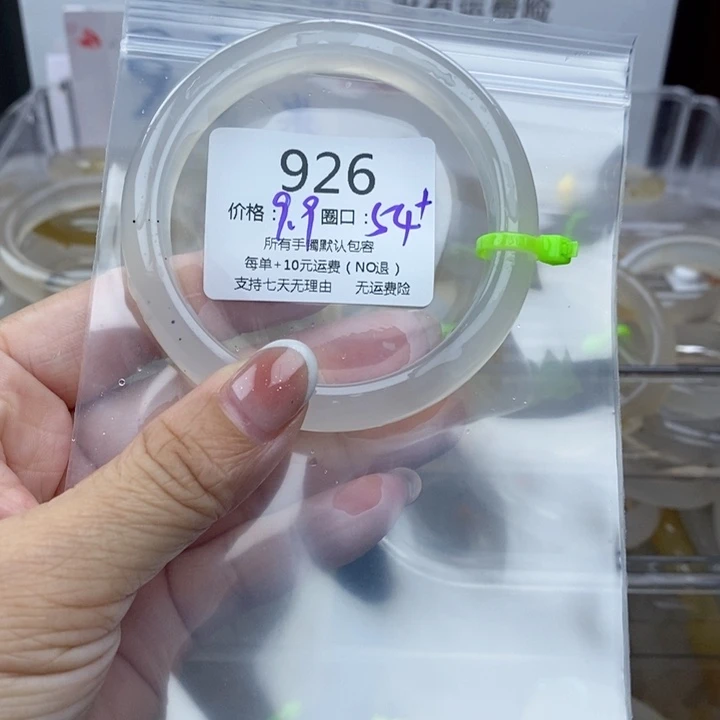 926
价格：9.9 圈口：54+
所有手镯默认包容
每单+10元运费（NO退）
支持七天无理由 无运费险